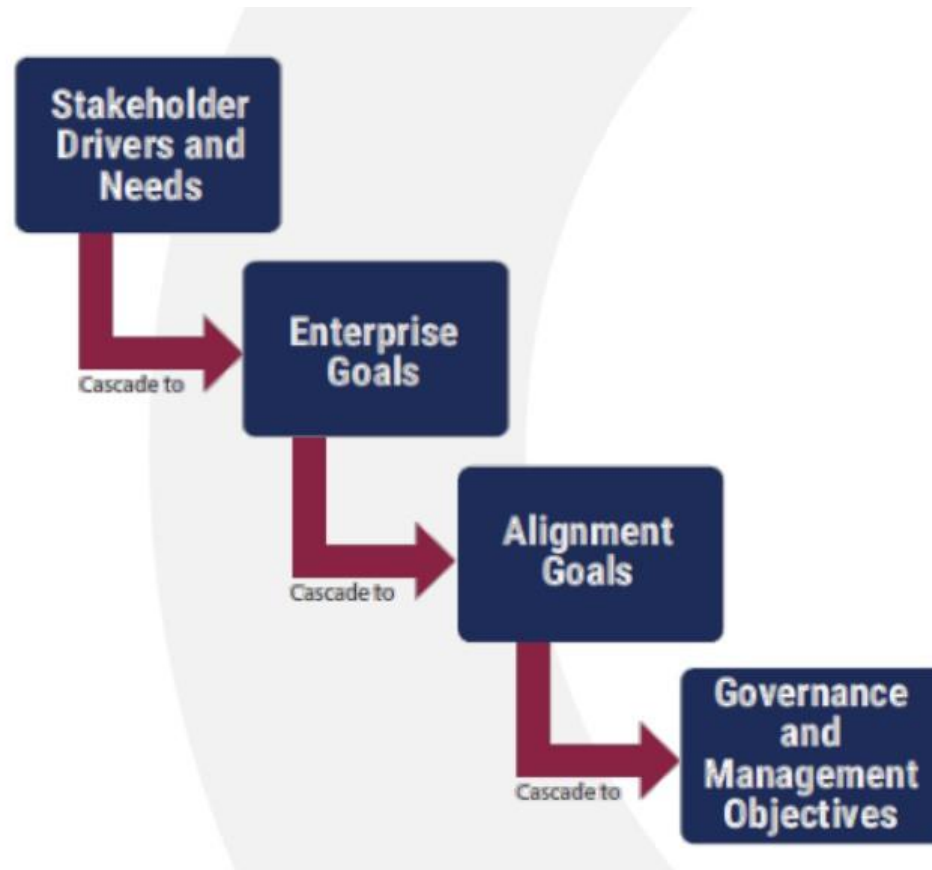 Stakeholder
Drivers and
Needs
Cascade to
Enterprise
Goals
Cascade to
Alignment
Goals
Cascade to
Governance
and
Management
Objectives